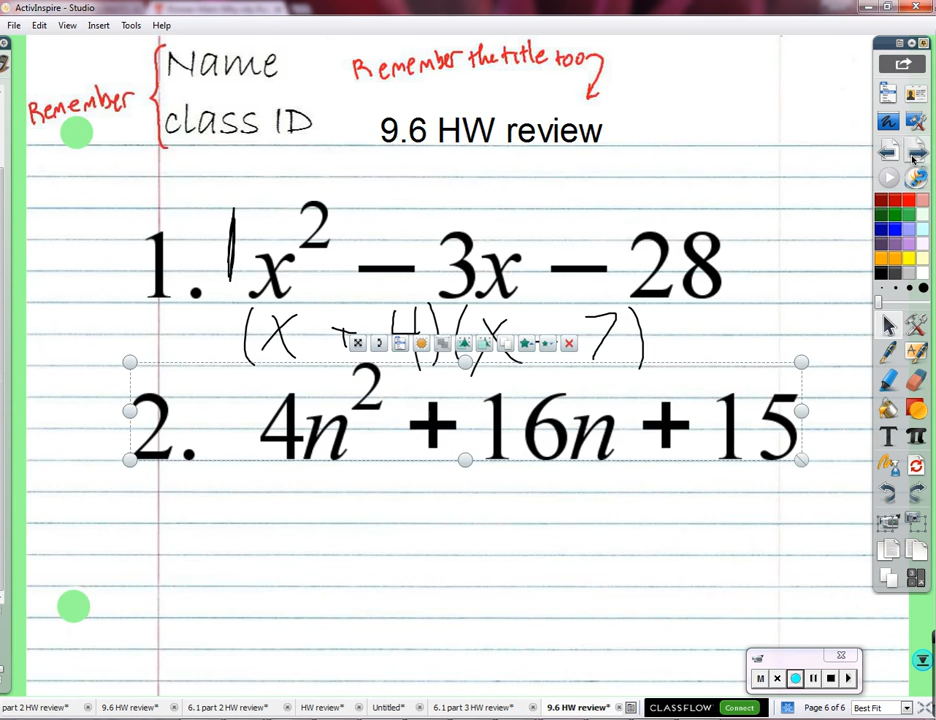 ActivInspire - Studio
File Edit View Insert Tools Help
Name
Remember the title too
Remember
class ID
9.6 HW review
1. 1x² − 3x − 28
(x + 4)(x - 7)
2. 4n² + 16n + 15
M
part 2 HW review* 9.6 HW review* 6.1 part 2 HW review* HW review* Untitled* 6.1 part 3 HW review* 9.6 HW review* CLASSFLOW Connect Page 6 of 6 Best Fit